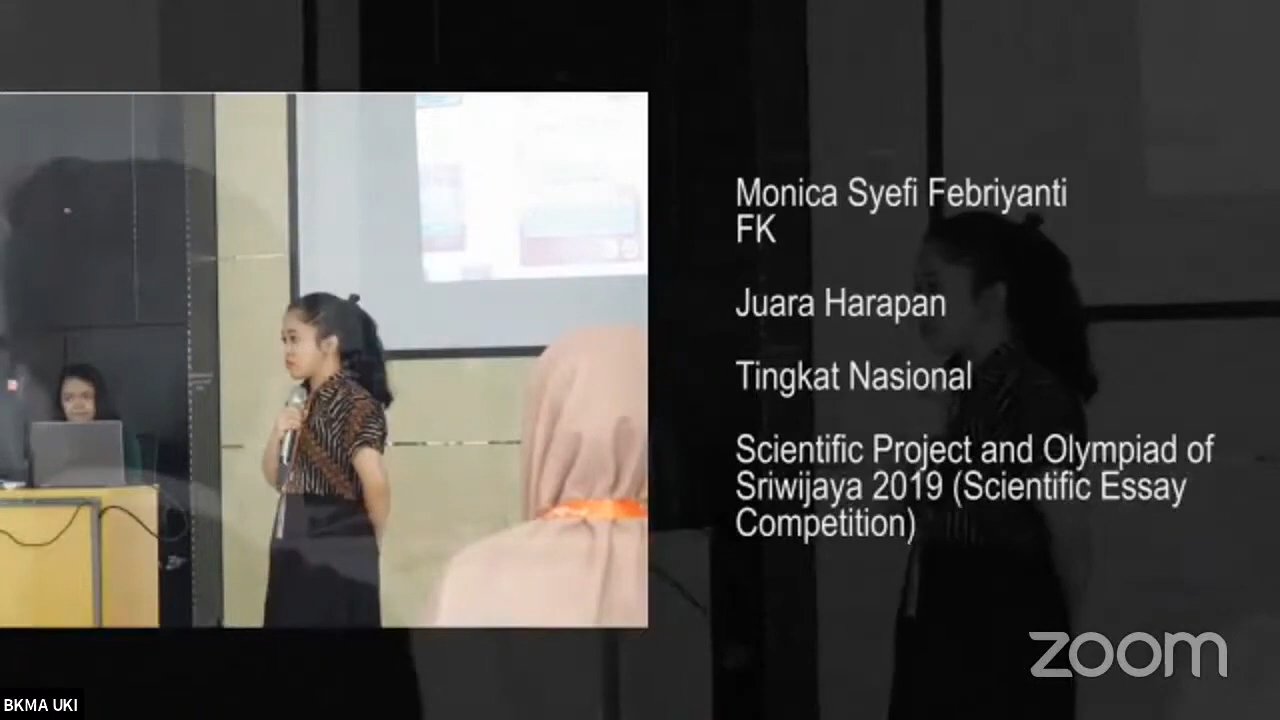 Monica Syefi Febriyanti
FK
Juara Harapan
Tingkat Nasional
Scientific Project and Olympiad of
Sriwijaya 2019 (Scientific Essay
Competition)
zoom
BKMA UKI